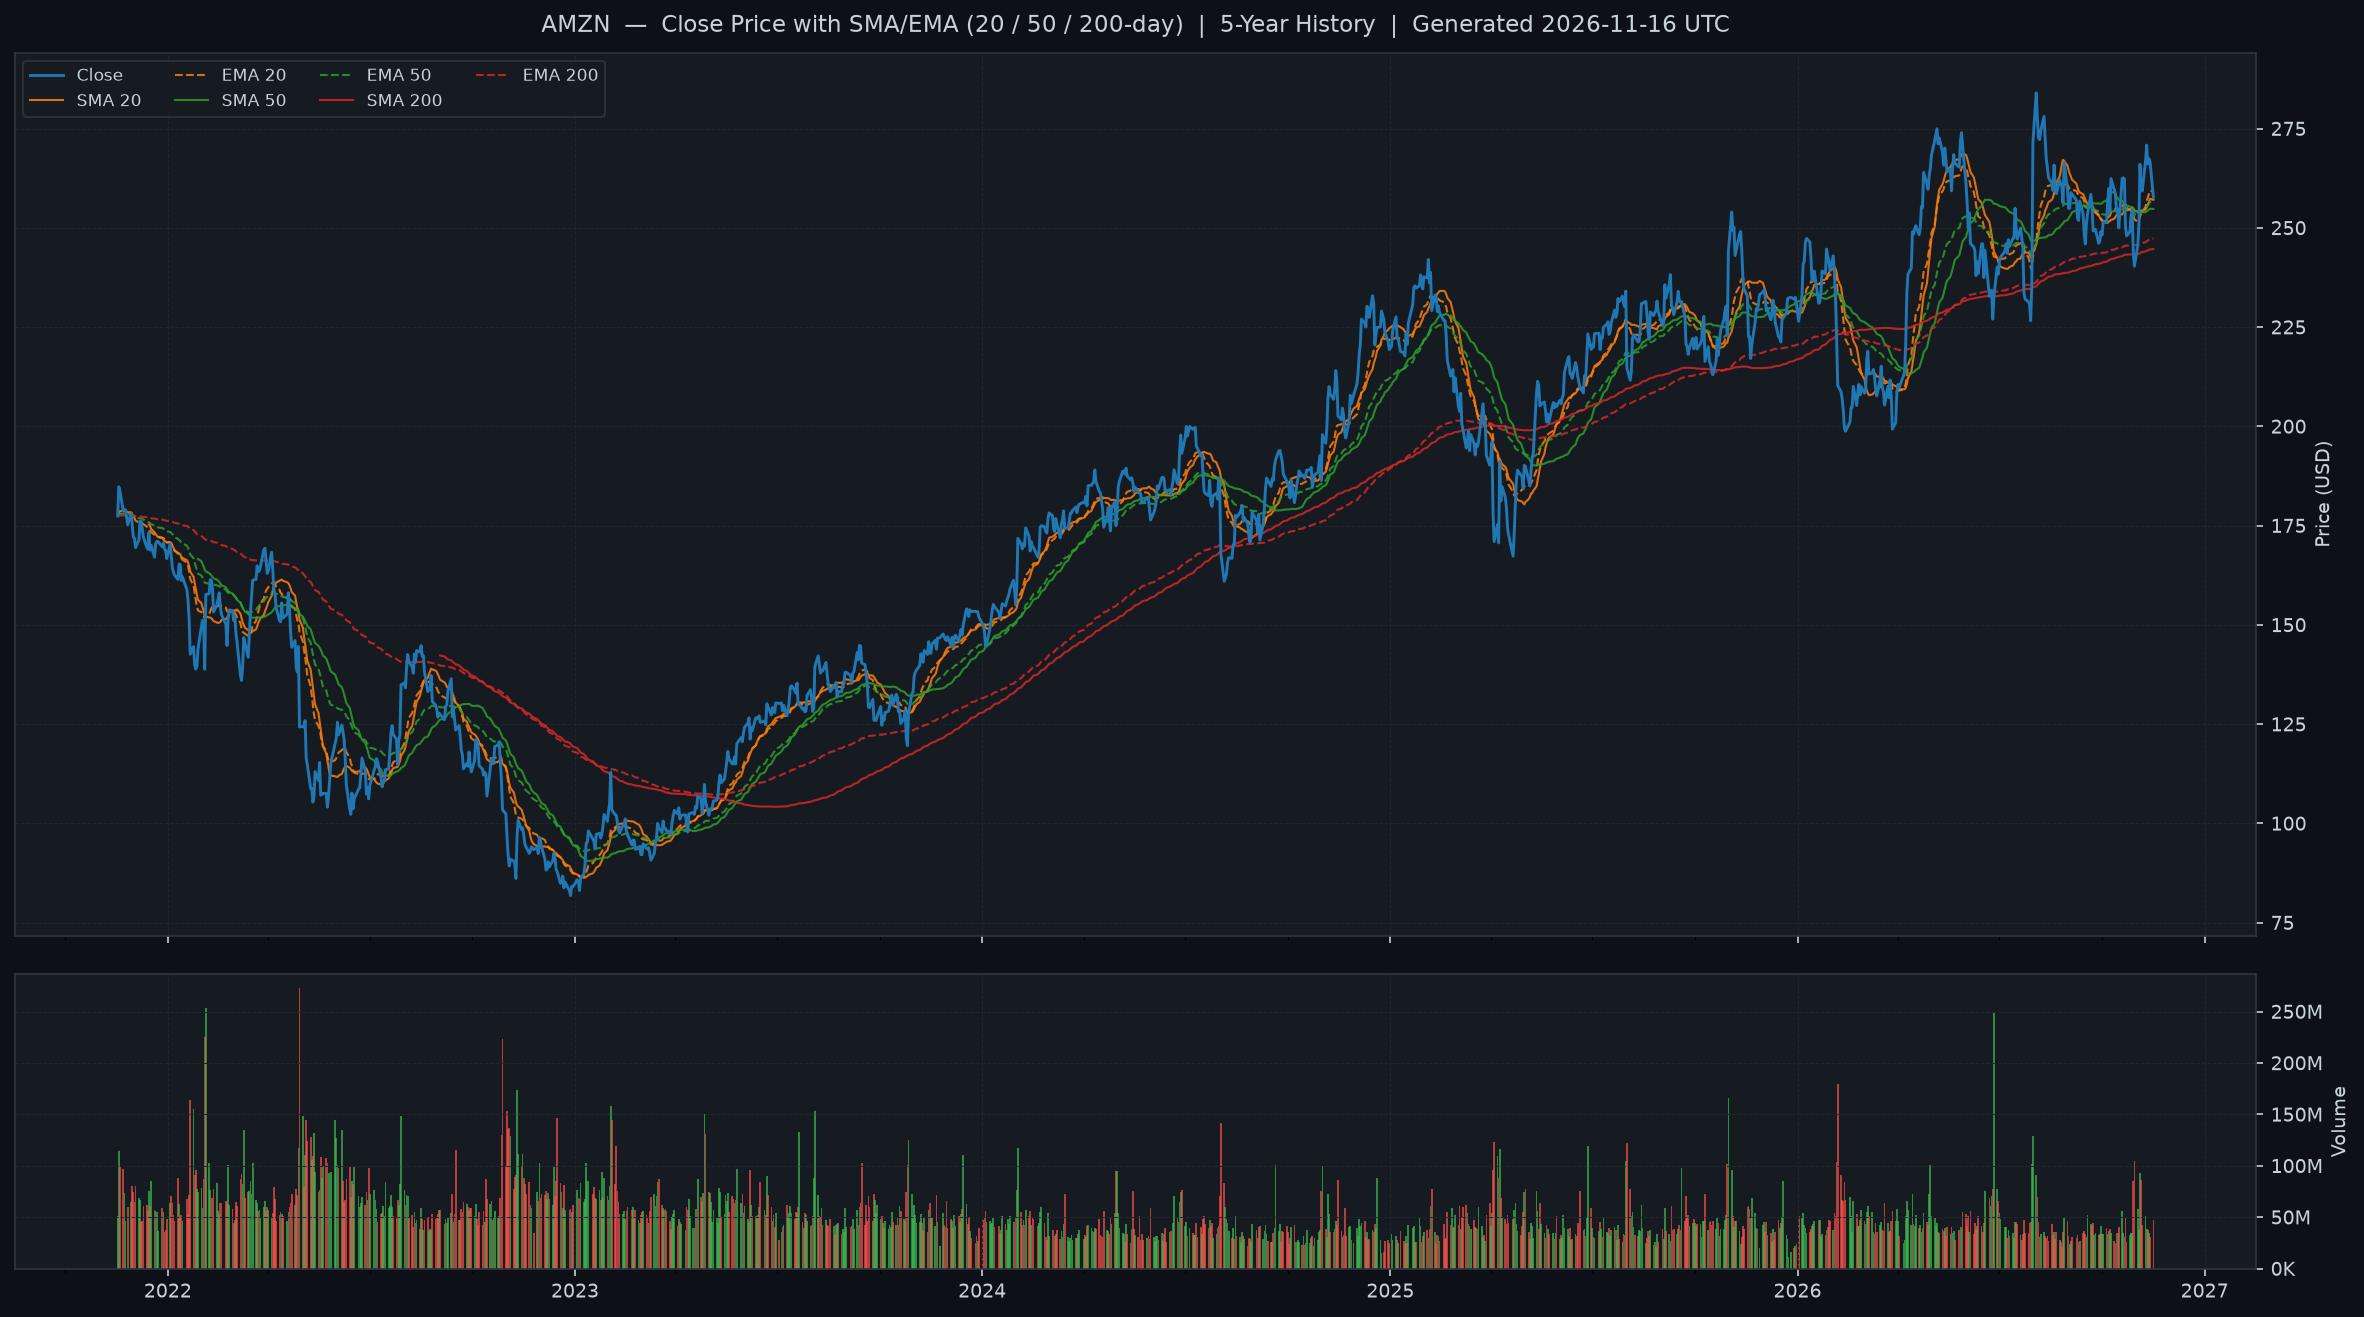 AMZN — Close Price with SMA/EMA (20 / 50 / 200-day) | 5-Year History | Generated 2026-11-16 UTC
Close EMA 20 EMA 50 EMA 200
SMA 20 SMA 50 SMA 200
275
250
225
200
175
150
125
100
75
Price (USD)
250M
200M
150M
100M
50M
0K
Volume
2022 2023 2024 2025 2026 2027